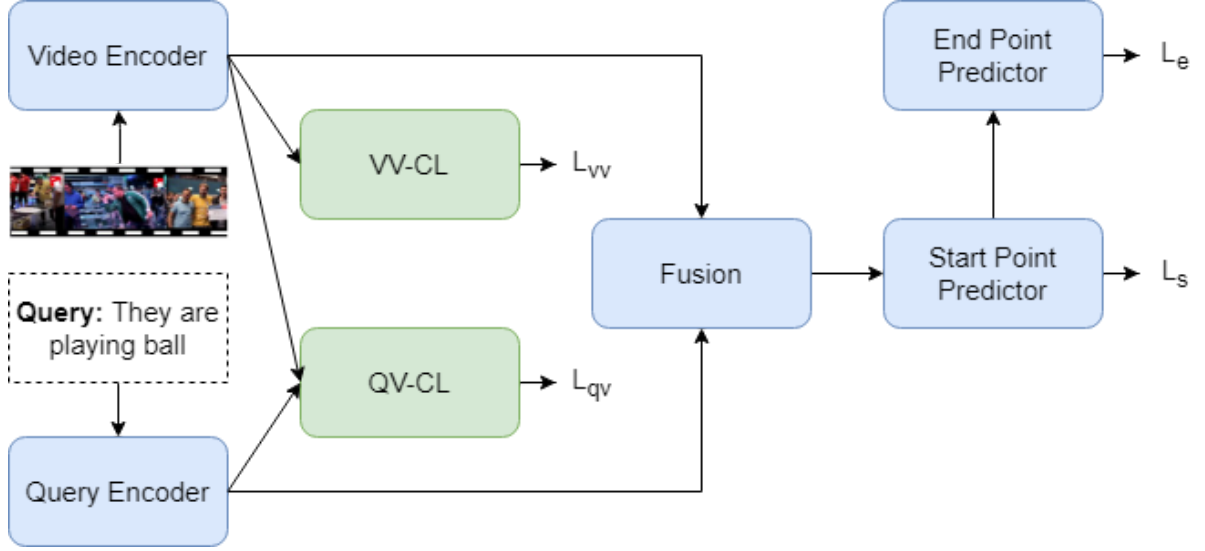 Video Encoder
VV-CL
L_vv
Query: They are
playing ball
QV-CL
L_qv
Query Encoder
Fusion
End Point
Predictor
L_e
Start Point
Predictor
L_s